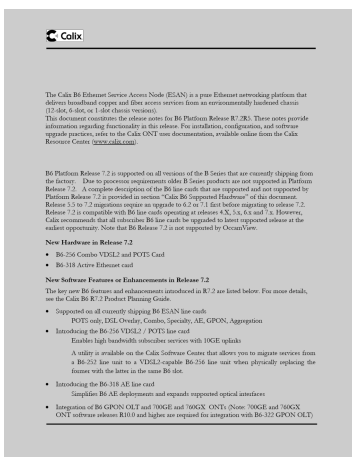 Calix
The Calix B6 Ethernet Service Access Node (ESAN) is a pure Ethernet networking platform that
delivers broadband copper and fiber access services from an environmentally hardened chassis
(12-slot, 6-slot, or 1-slot chassis versions).
This document constitutes the release notes for B6 Platform Release R7.2R5. These notes provide
information regarding functionality in this release. For installation, configuration, and software
upgrade practices, refer to the Calix ONT uses documentation, available online from the Calix
Resource Center (www.calix.com).
B6 Platform Release 7.2 is supported on all versions of the B Series that are currently shipping from
the factory. Due to processor requirements older B Series products are not supported in Platform
Release 7.2. A complete description of the B6 line cards that are supported and not supported by
Platform Release 7.2 is provided in section "Calix B6 Supported Hardware" of this document.
Release 5.5 to 7.2 migrations require an upgrade to 6.2 or 7.1 first before migrating to release 7.2.
Release 7.2 is compatible with B6 line cards operating at releases 4.X, 5.x, 6.x and 7.x However,
Calix recommends that all subscriber B6 line cards be upgraded to latest supported release at the
earliest opportunity. Note that B6 Release 7.2 is not supported by OccamView.
New Hardware in Release 7.2
• B6-256 Combo VDSL2 and POTS Card
• B6-318 Active Ethernet card
New Software Features or Enhancements in Release 7.2
The key new B6 features and enhancements introduced in R7.2 are listed below. For more details,
see the Calix B6 R7.2 Product Planning Guide.
• Supported on all currently shipping B6 ESAN line cards
POTS only, DSL Overlay, Combo, Specialty, AE, GPON, Aggregation
• Introducing the B6-256 VDSL2 / POTS line card
Enables high bandwidth subscriber services with 10GE uplinks
A utility is available on the Calix Software Center that allows you to migrate services from
a B6-252 line unit to a VDSL2-capable B6-256 line unit when physically replacing the
former with the latter in the same B6 slot.
• Introducing the B6-318 AE line card
Simplifies B6 AE deployments and expands supported optical interfaces
• Integration of B6 GPON OLT and 700GE and 760GX ONTs (Note: 700GE and 760GX
ONT software releases R10.0 and higher are required for integration with B6-322 GPON OLT)